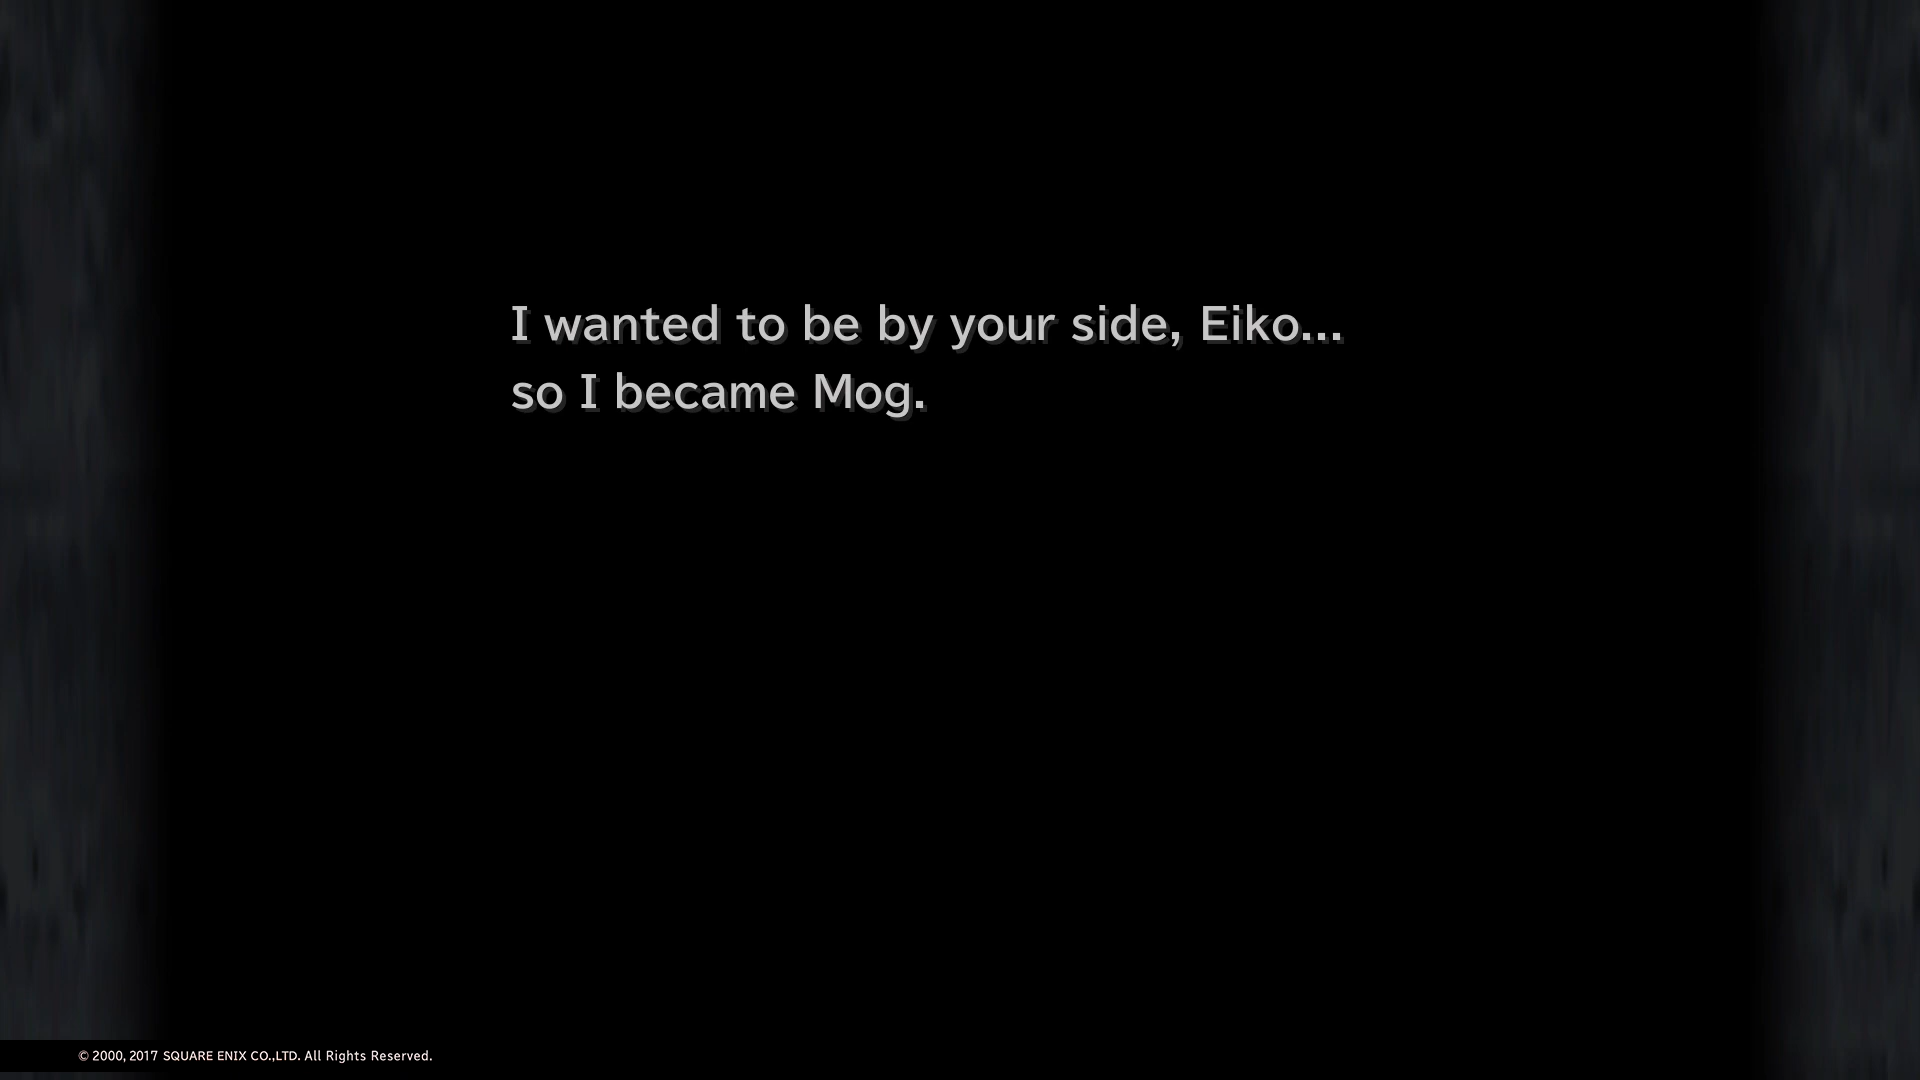 I wanted to be by your side, Eiko...
so I became Mog.
© 2000, 2017 SQUARE ENIX CO.,LTD. All Rights Reserved.